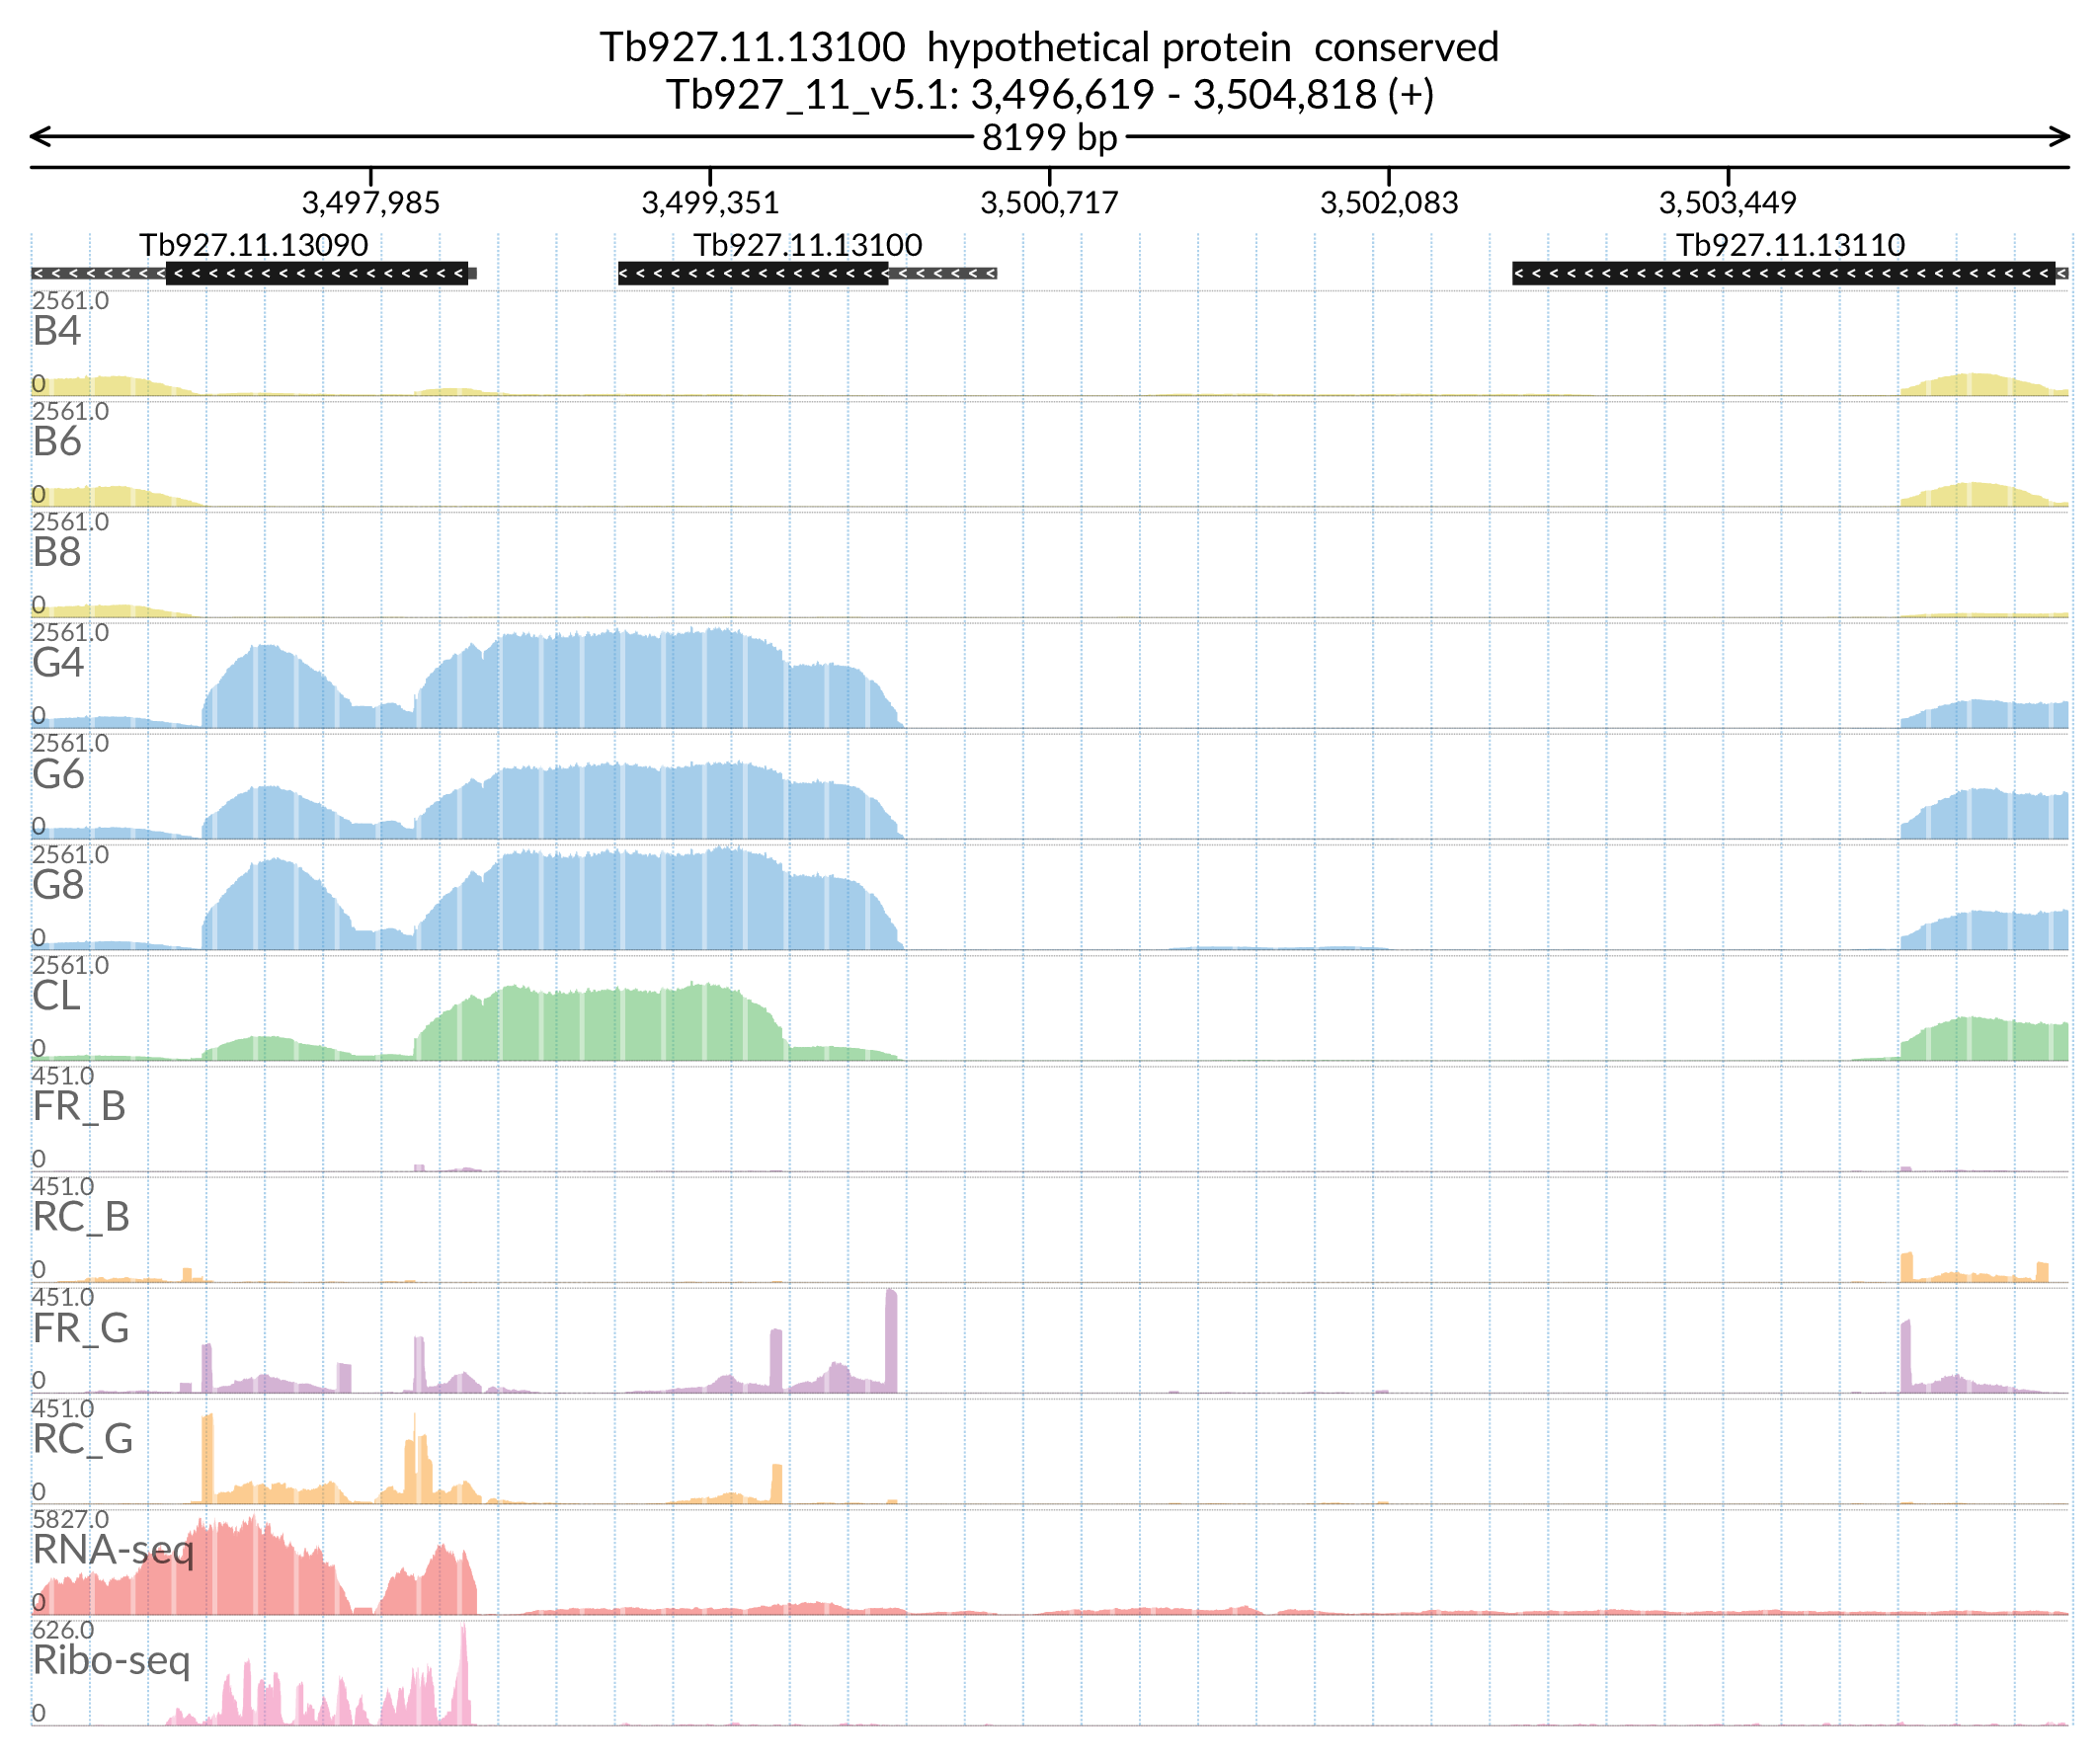 Tb927.11.13100 hypothetical protein conserved
Tb927_11_v5.1: 3,496,619 - 3,504,818 (+)
8199 bp
3,497,985 3,499,351 3,500,717 3,502,083 3,503,449
Tb927.11.13090 Tb927.11.13100 Tb927.11.13110
2561.0
B4
0
2561.0
B6
0
2561.0
B8
0
2561.0
G4
0
2561.0
G6
0
2561.0
G8
0
2561.0
CL
0
451.0
FR_B
0
451.0
RC_B
0
451.0
FR_G
0
451.0
RC_G
0
5827.0
RNA-seq
0
626.0
Ribo-seq
0